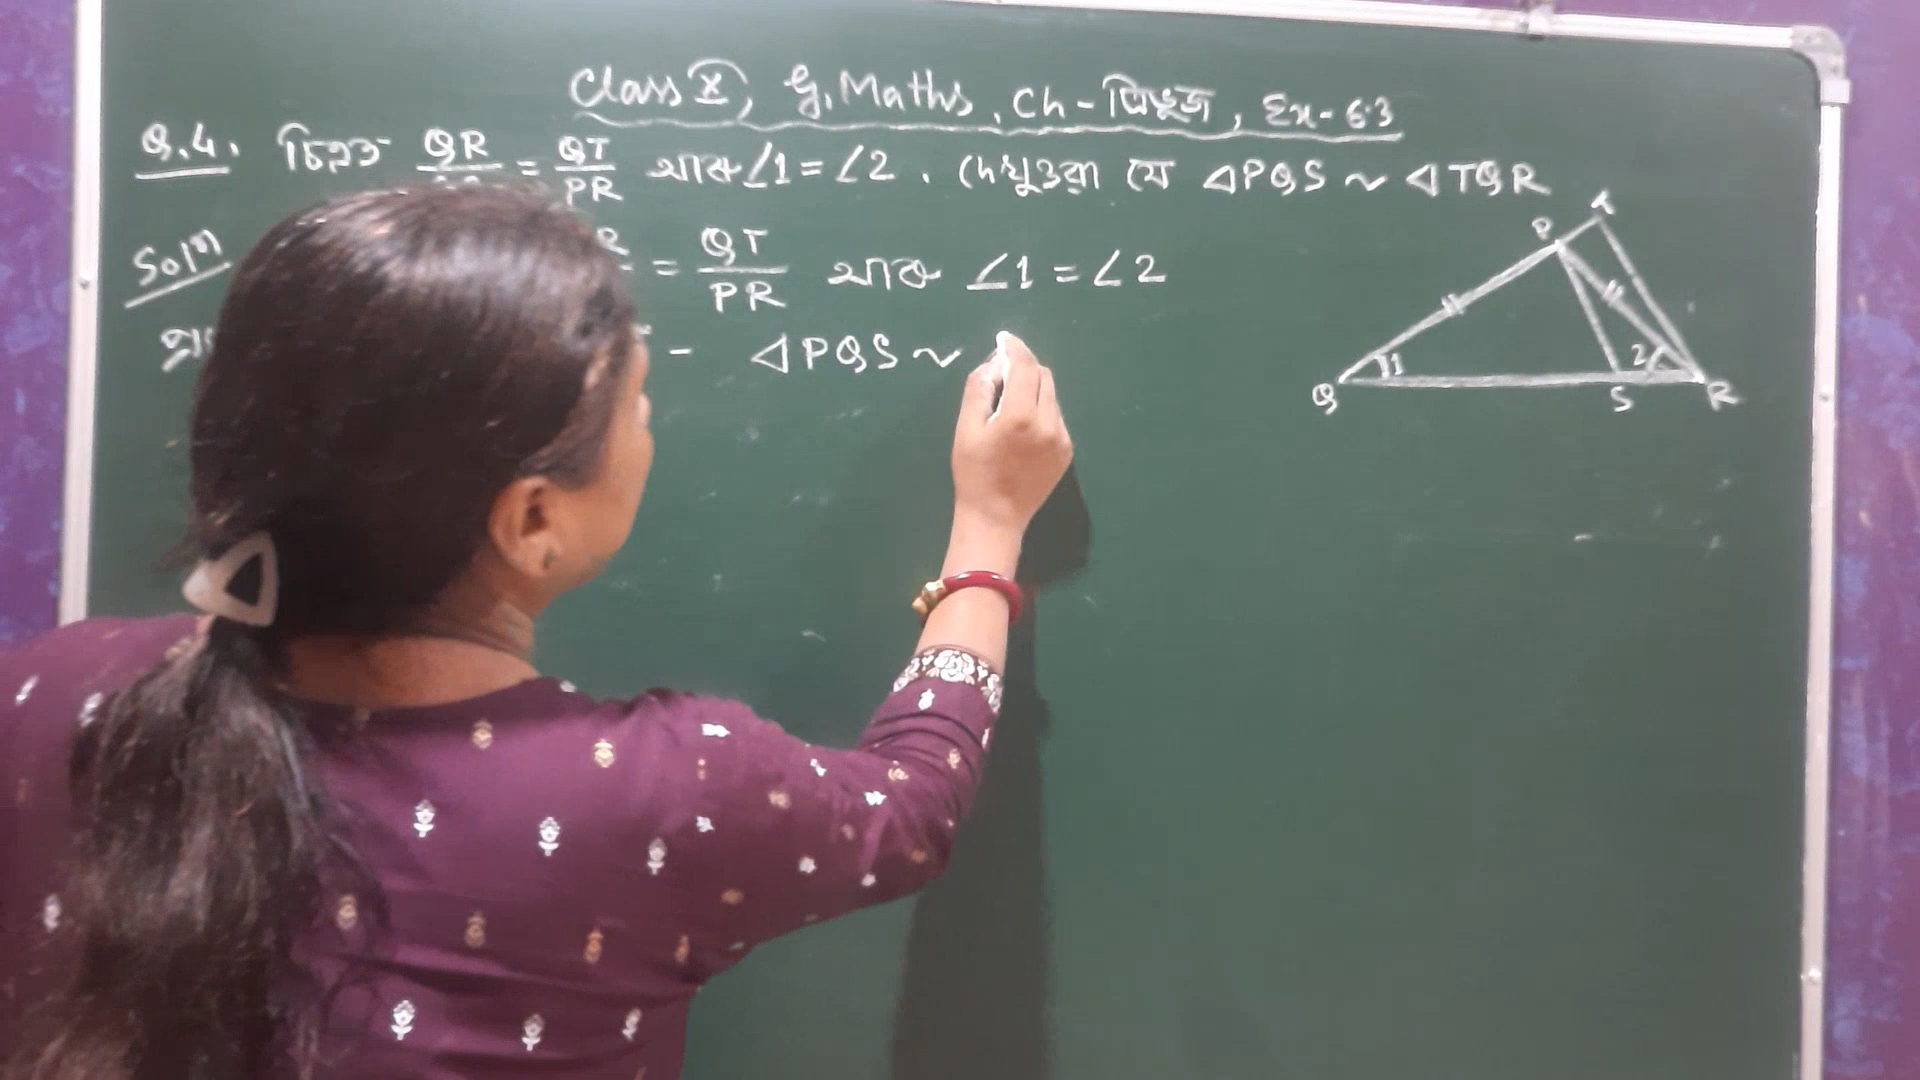 Class X, G. Maths, Ch - ত্ৰিভূজ, Ex - 6.3
Q.4. চিত্ৰত QR = QT/PR আৰু ∠1 = ∠2. দেখুওৱা যে △PQS ~ △TQR
Solⁿ = QT/PR আৰু ∠1 = ∠2
- △PQS ~
P
1
2
Q
S
R